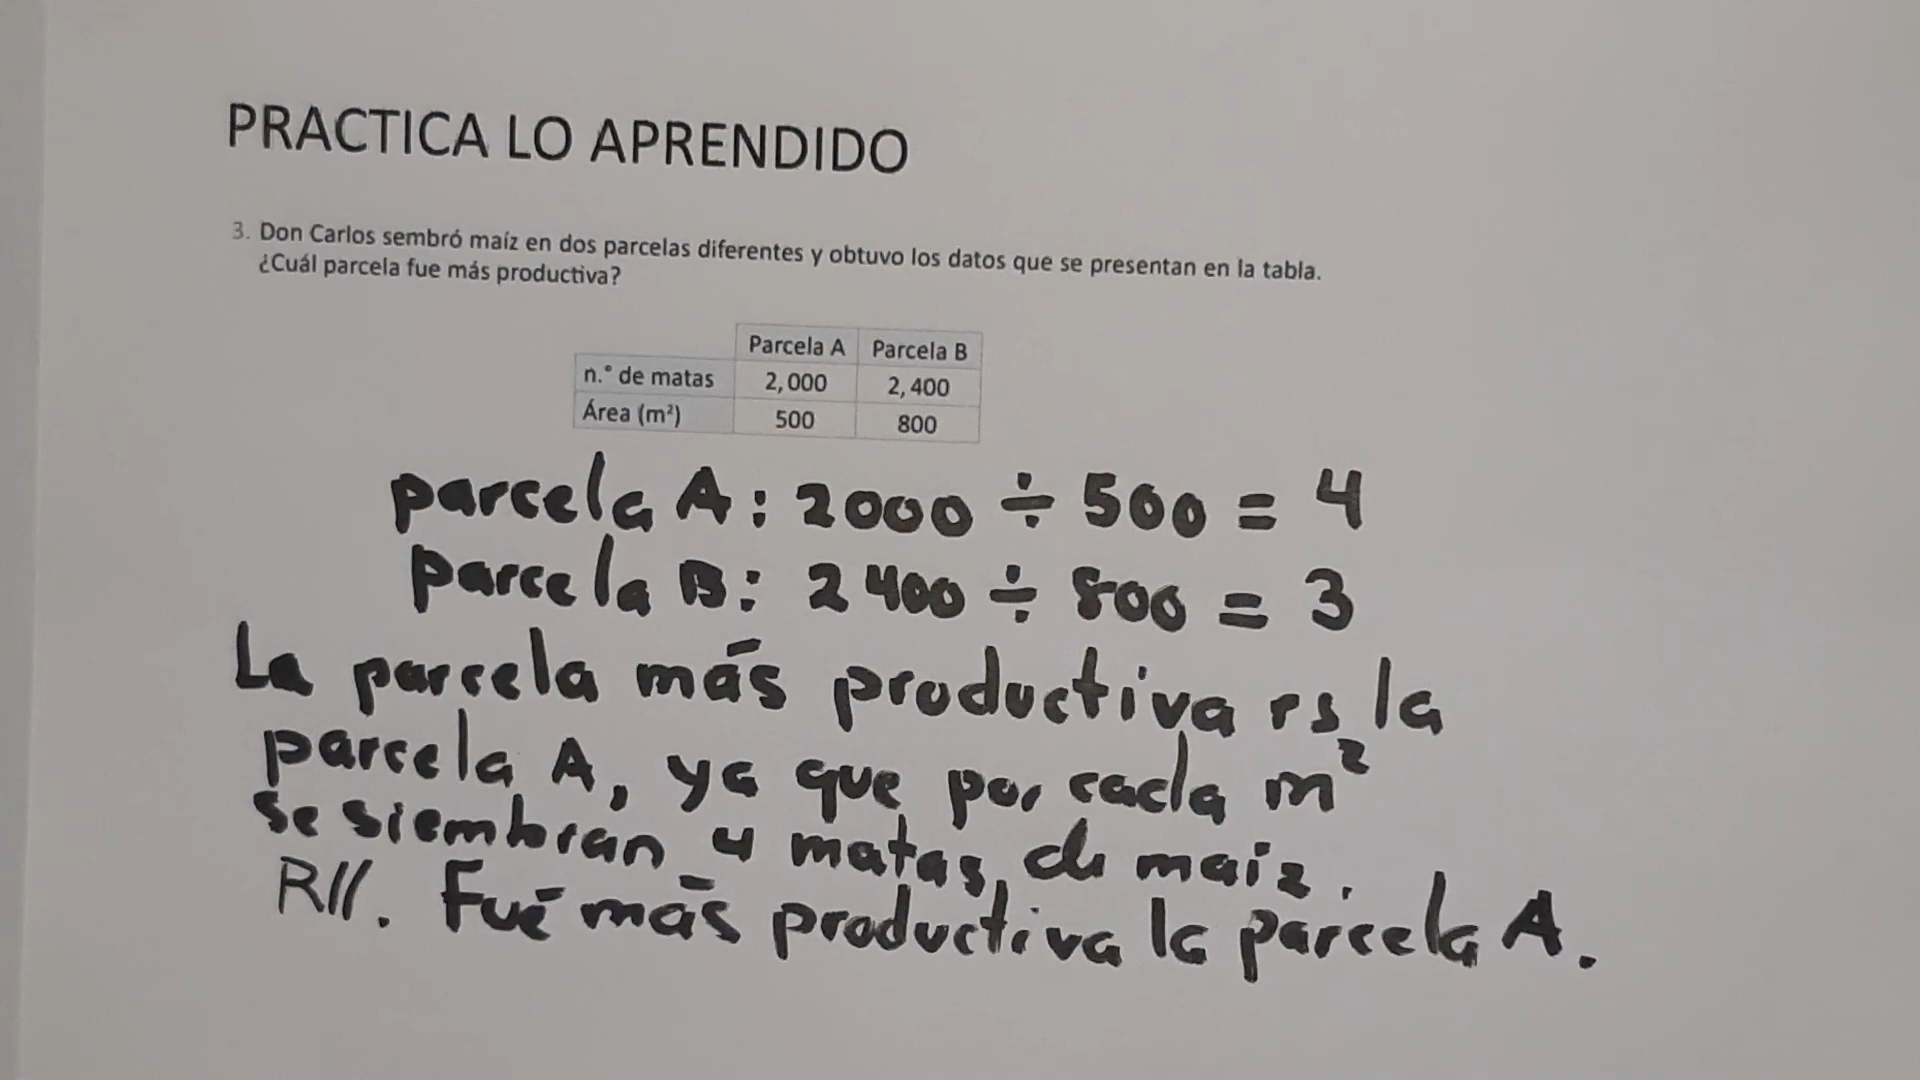 PRACTICA LO APRENDIDO
3. Don Carlos sembró maíz en dos parcelas diferentes y obtuvo los datos que se presentan en la tabla.
¿Cuál parcela fue más productiva?
Parcela A Parcela B
n.° de matas 2,000 2,400
Área (m²) 500 800
parcela A: 2000 ÷ 500 = 4
parcela B: 2400 ÷ 800 = 3
La parcela más productiva es la
parcela A, ya que por cada m²
se siembran 4 matas de maíz.
R//. Fué más productiva la parcela A.